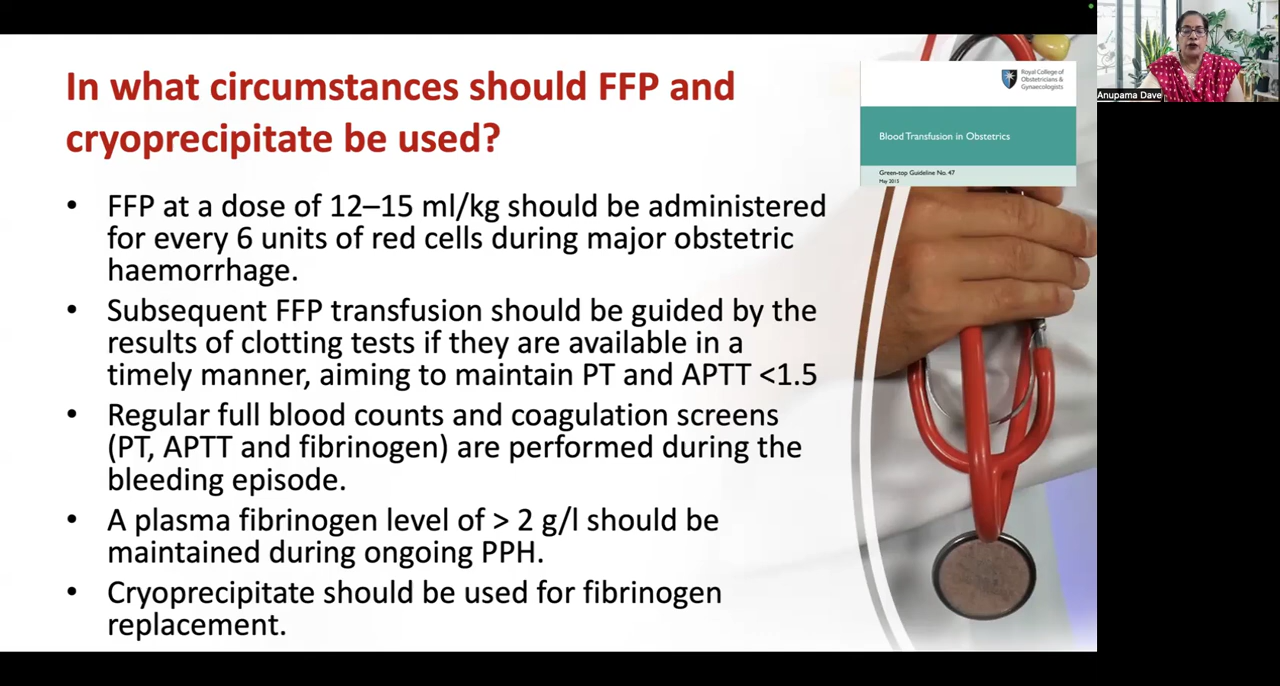 In what circumstances should FFP and
cryoprecipitate be used?
Royal College of
Obstetricians &
Gynaecologists
Blood Transfusion in Obstetrics
Green-top Guideline No. 47
May 2015
Anupama Dave
• FFP at a dose of 12–15 ml/kg should be administered
for every 6 units of red cells during major obstetric
haemorrhage.
• Subsequent FFP transfusion should be guided by the
results of clotting tests if they are available in a
timely manner, aiming to maintain PT and APTT <1.5
• Regular full blood counts and coagulation screens
(PT, APTT and fibrinogen) are performed during the
bleeding episode.
• A plasma fibrinogen level of > 2 g/l should be
maintained during ongoing PPH.
• Cryoprecipitate should be used for fibrinogen
replacement.